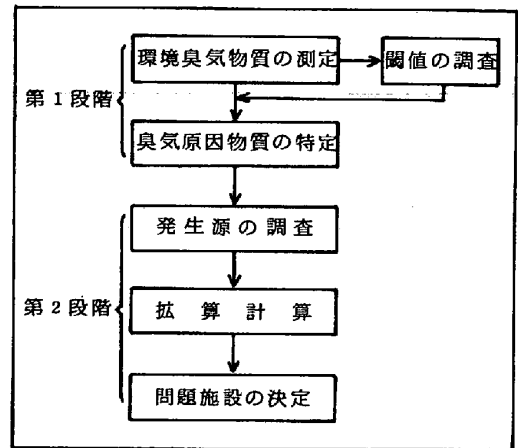 環境臭気物質の測定
閾値の調査
第1段階
臭気原因物質の特定
発生源の調査
第2段階
拡算計算
問題施設の決定